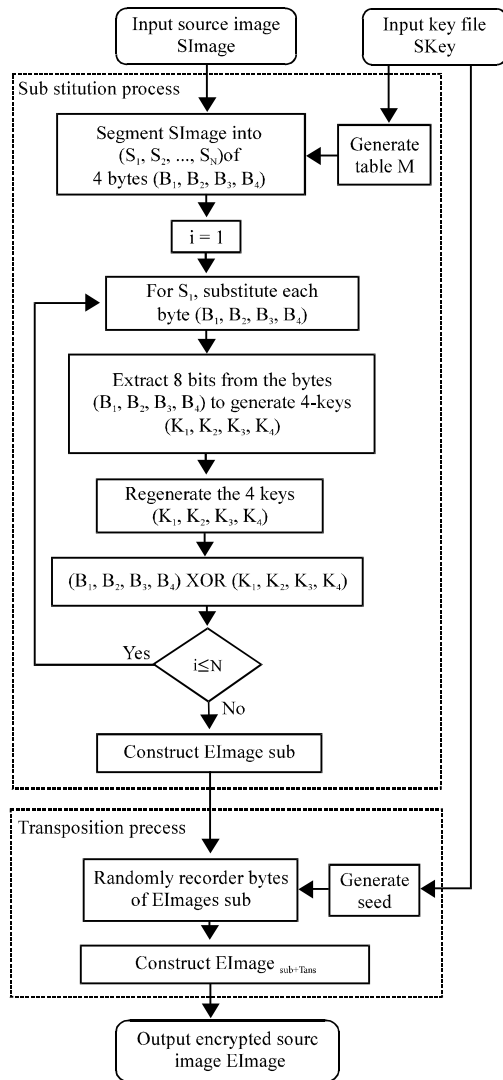 Input source image
SImage
Input key file
SKey
Sub stitution process
Segment SImage into
(S₁, S₂, ..., S_N)of
4 bytes (B₁, B₂, B₃, B₄)
Generate
table M
i = 1
For S₁, substitute each
byte (B₁, B₂, B₃, B₄)
Extract 8 bits from the bytes
(B₁, B₂, B₃, B₄) to generate 4-keys
(K₁, K₂, K₃, K₄)
Regenerate the 4 keys
(K₁, K₂, K₃, K₄)
(B₁, B₂, B₃, B₄) XOR (K₁, K₂, K₃, K₄)
Yes
i≤N
No
Construct EImage sub
Transposition precess
Randomly recorder bytes
of EImages sub
Generate
seed
Construct EImage sub+Tans
Output encrypted sourc
image EImage